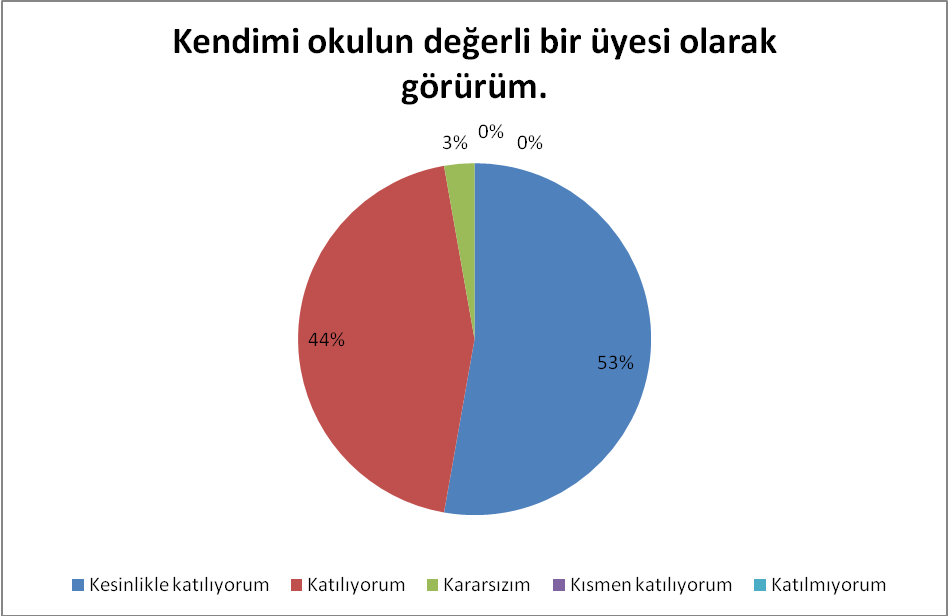 Kendimi okulun değerli bir üyesi olarak
görürüm.
0%
3%
0%
44%
53%
Kesinlikle katılıyorum
Katılıyorum
Kararsızım
Kısmen katılıyorum
Katılmıyorum